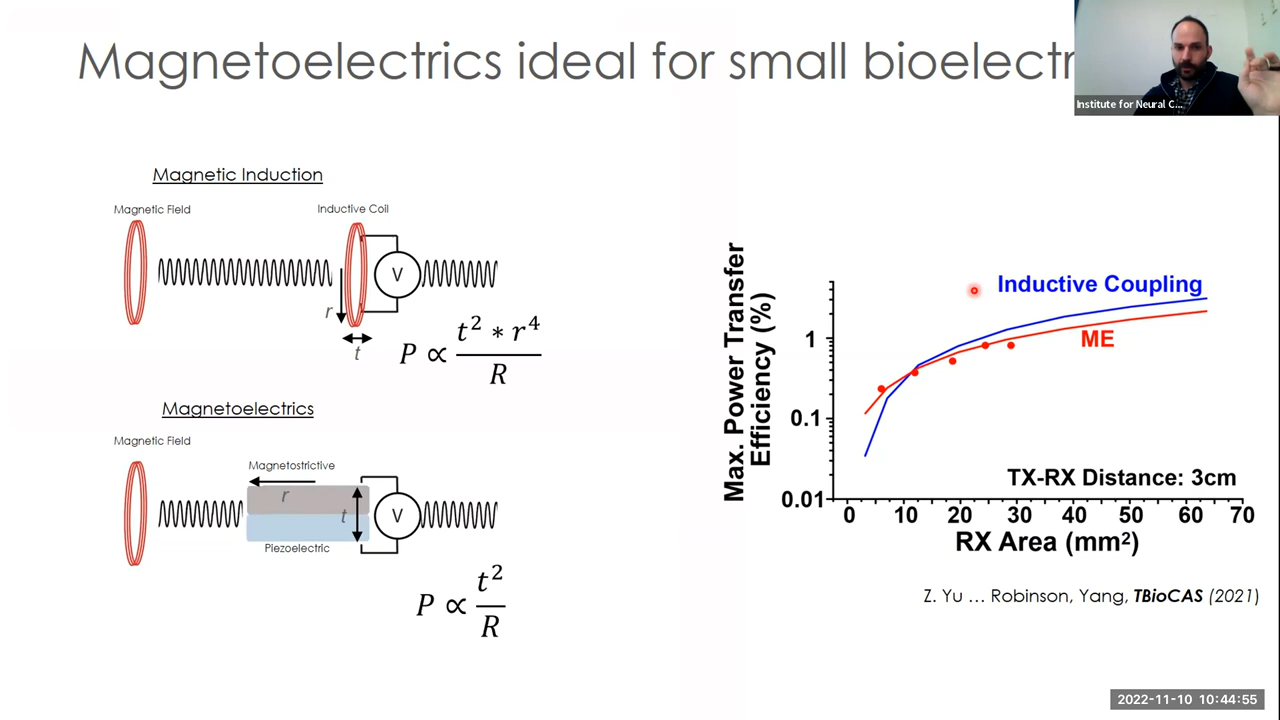 Magnetoelectrics ideal for small bioelectr
Institute for Neural C...
Magnetic Induction
Magnetic Field
Inductive Coil
V
r
t
P ∝ t² * r⁴ / R
Magnetoelectrics
Magnetic Field
Magnetostrictive
r
t
V
Piezoelectric
P ∝ t² / R
Max. Power Transfer
Efficiency (%)
Inductive Coupling
ME
1
0.1
0.01
TX-RX Distance: 3cm
0 10 20 30 40 50 60 70
RX Area (mm²)
Z. Yu ... Robinson, Yang, TBioCAS (2021)
2022-11-10 10:44:55